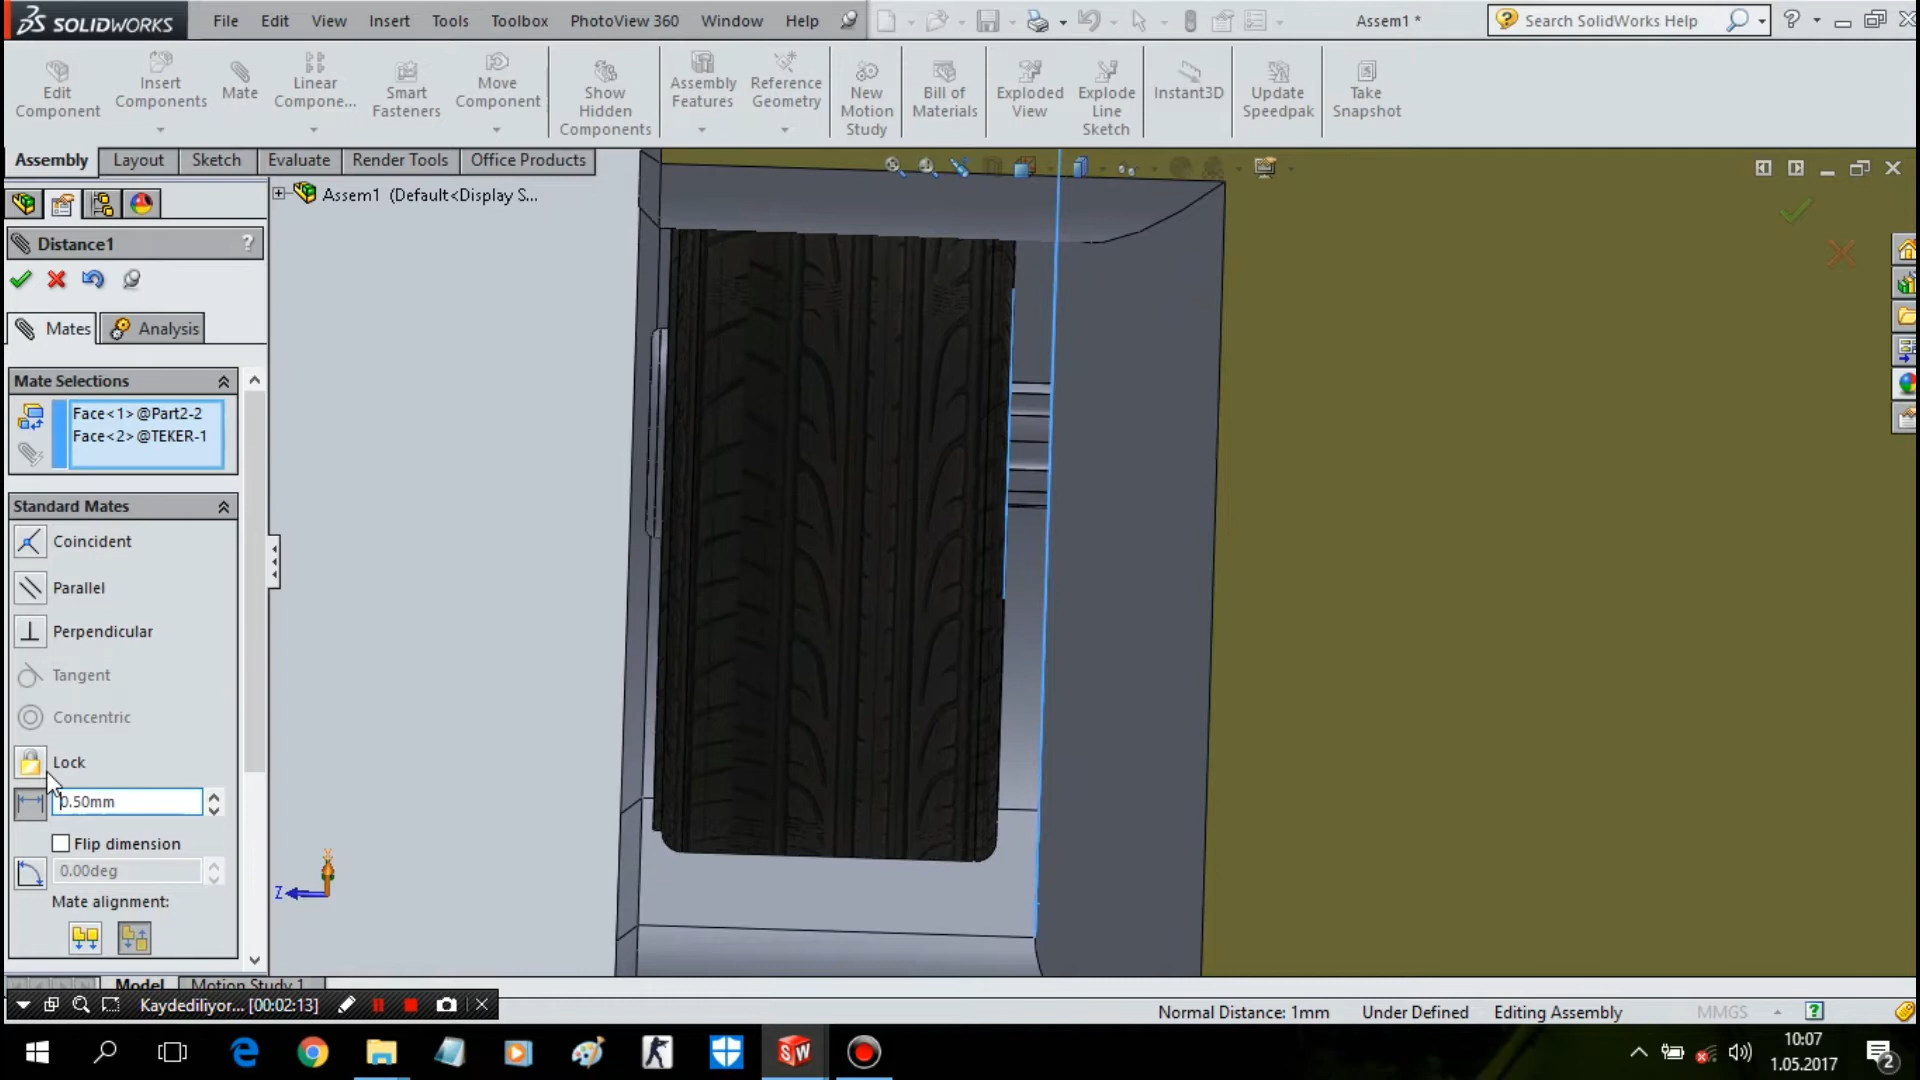 SOLIDWORKS File Edit View Insert Tools Toolbox PhotoView 360 Window Help Assem1 * Search SolidWorks Help
Edit Component
Insert Components
Mate
Linear Compone...
Smart Fasteners
Move Component
Show Hidden Components
Assembly Features
Reference Geometry
New Motion Study
Bill of Materials
Exploded View
Explode Line Sketch
Instant3D
Update Speedpak
Take Snapshot
Assembly Layout Sketch Evaluate Render Tools Office Products
Assem1 (Default<Display S...
Distance1 ?
Mates Analysis
Mate Selections
Face<1>@Part2-2
Face<2>@TEKER-1
Standard Mates
Coincident
Parallel
Perpendicular
Tangent
Concentric
Lock
0.50mm
Flip dimension
0.00deg
Mate alignment:
Z
Model Motion Study 1
Kaydediliyor... [00:02:13]
Normal Distance: 1mm Under Defined Editing Assembly MMGS
SW
10:07
1.05.2017
2